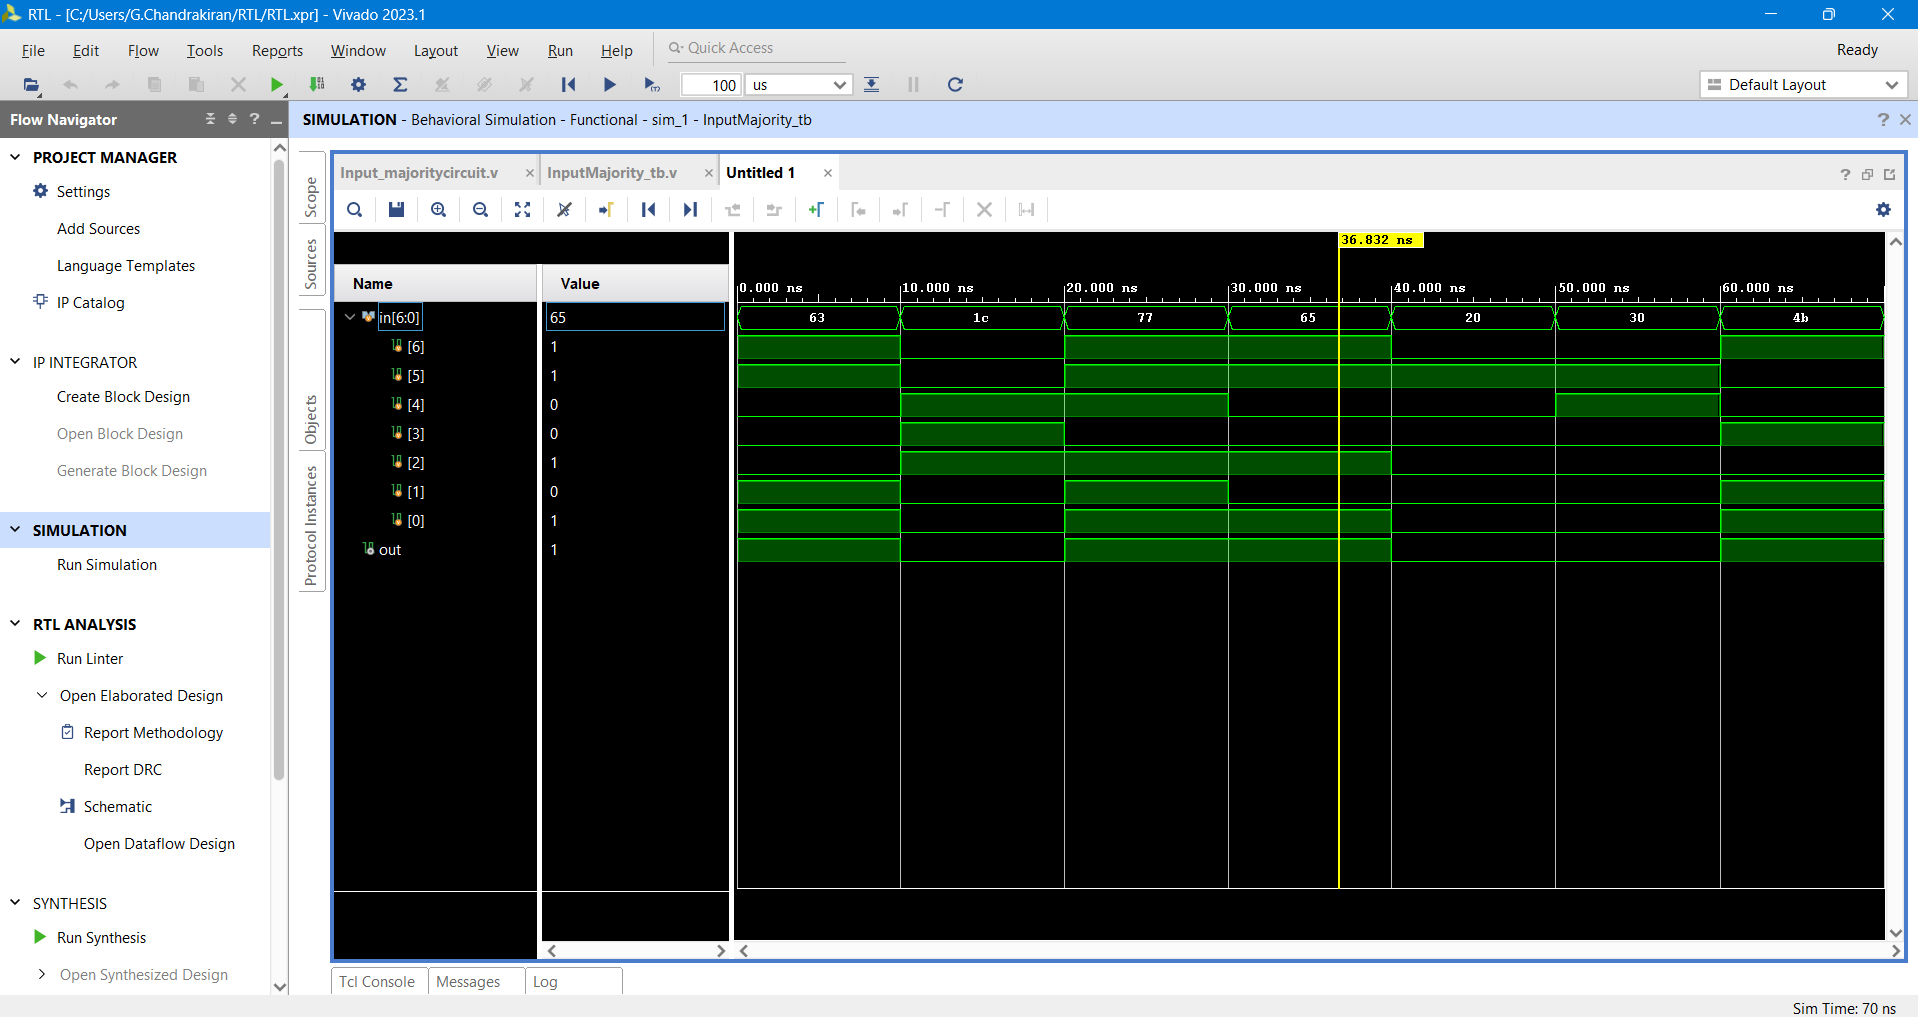 RTL - [C:/Users/G.Chandrakiran/RTL/RTL.xpr] - Vivado 2023.1
File Edit Flow Tools Reports Window Layout View Run Help Quick Access Ready
100 us Default Layout
Flow Navigator
SIMULATION - Behavioral Simulation - Functional - sim_1 - InputMajority_tb
PROJECT MANAGER
Settings
Add Sources
Language Templates
IP Catalog
IP INTEGRATOR
Create Block Design
Open Block Design
Generate Block Design
SIMULATION
Run Simulation
RTL ANALYSIS
Run Linter
Open Elaborated Design
Report Methodology
Report DRC
Schematic
Open Dataflow Design
SYNTHESIS
Run Synthesis
Open Synthesized Design
Scope
Sources
Objects
Protocol Instances
Input_majoritycircuit.v InputMajority_tb.v Untitled 1
36.832 ns
Name Value
0.000 ns 10.000 ns 20.000 ns 30.000 ns 40.000 ns 50.000 ns 60.000 ns
in[6:0] 65 63 1c 77 65 20 30 4b
[6] 1
[5] 1
[4] 0
[3] 0
[2] 1
[1] 0
[0] 1
out 1
Tcl Console Messages Log
Sim Time: 70 ns